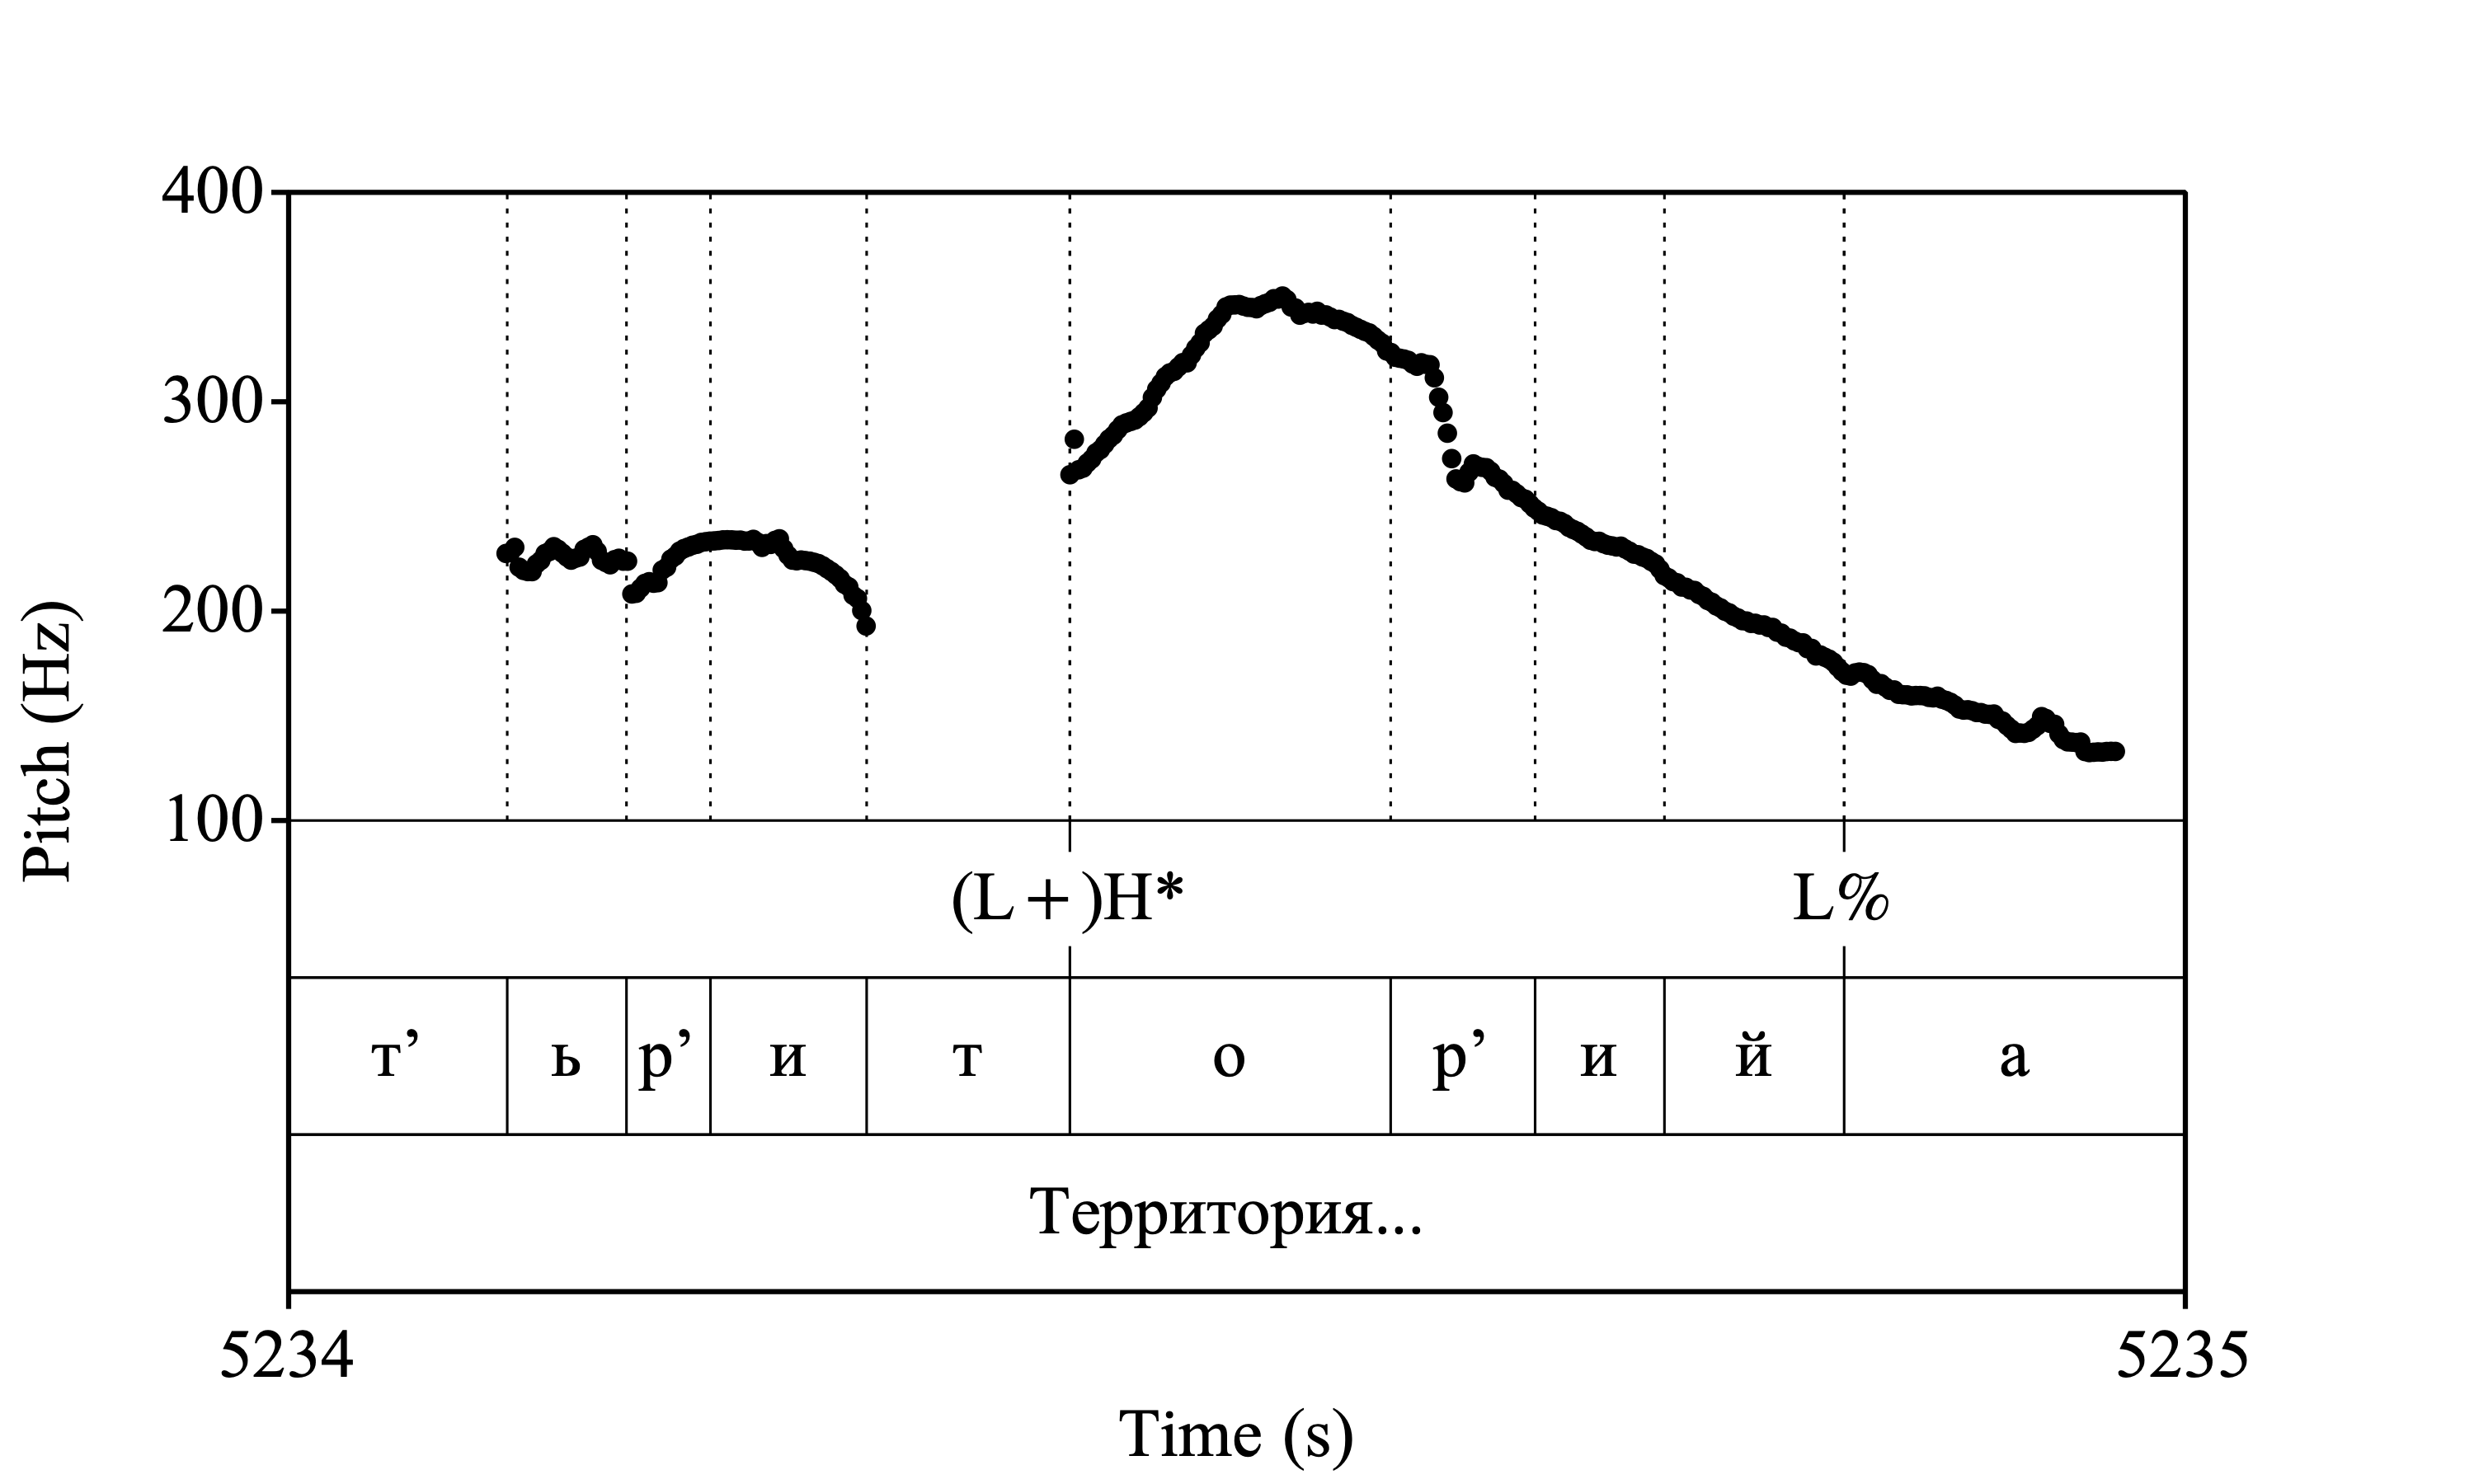 400
300
200
100
Pitch (Hz)
(L + )H* L%
т’ ь р’ и т о р’ и й а
Территория...
5234 5235
Time (s)